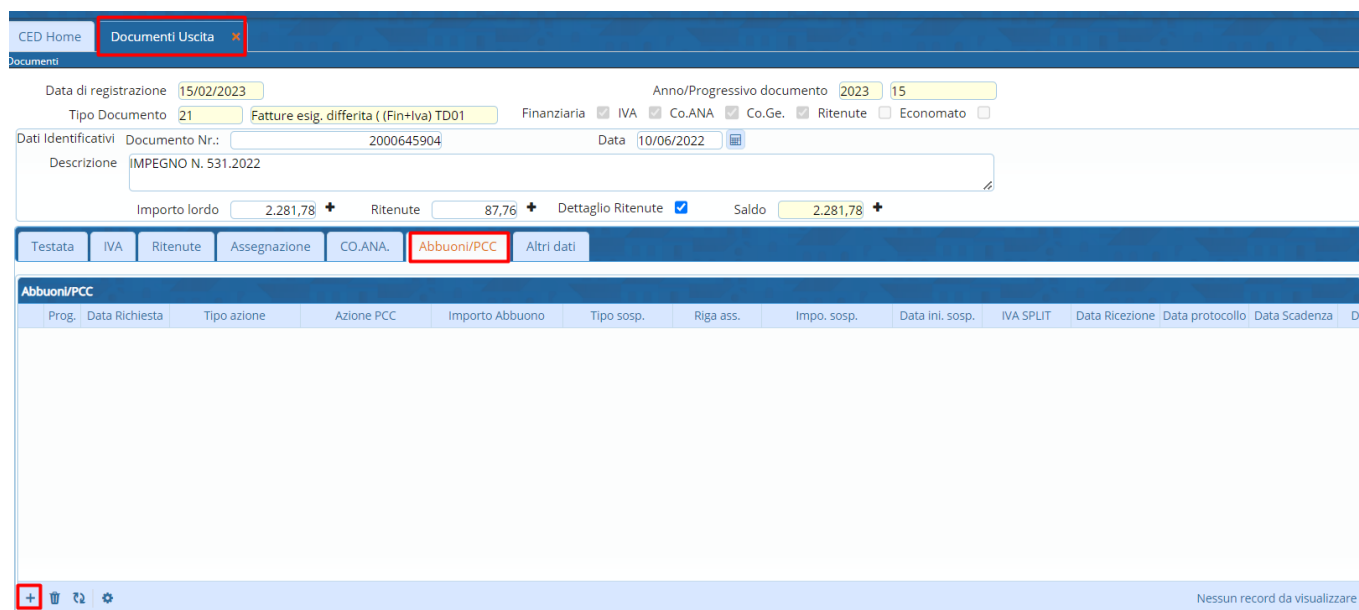 CED Home Documenti Uscita ×
Documenti
Data di registrazione 15/02/2023 Anno/Progressivo documento 2023 15
Tipo Documento 21 Fatture esig. differita ( (Fin+Iva) TD01 Finanziaria IVA Co.ANA Co.Ge. Ritenute Economato
Dati Identificativi Documento Nr.: 2000645904 Data 10/06/2022
Descrizione IMPEGNO N. 531.2022
Importo lordo 2.281,78 + Ritenute 87,76 + Dettaglio Ritenute Saldo 2.281,78 +
Testata IVA Ritenute Assegnazione CO.ANA. Abbuoni/PCC Altri dati
Abbuoni/PCC
Prog. Data Richiesta Tipo azione Azione PCC Importo Abbuono Tipo sosp. Riga ass. Impo. sosp. Data ini. sosp. IVA SPLIT Data Ricezione Data protocollo Data Scadenza D
+ Nessun record da visualizzare